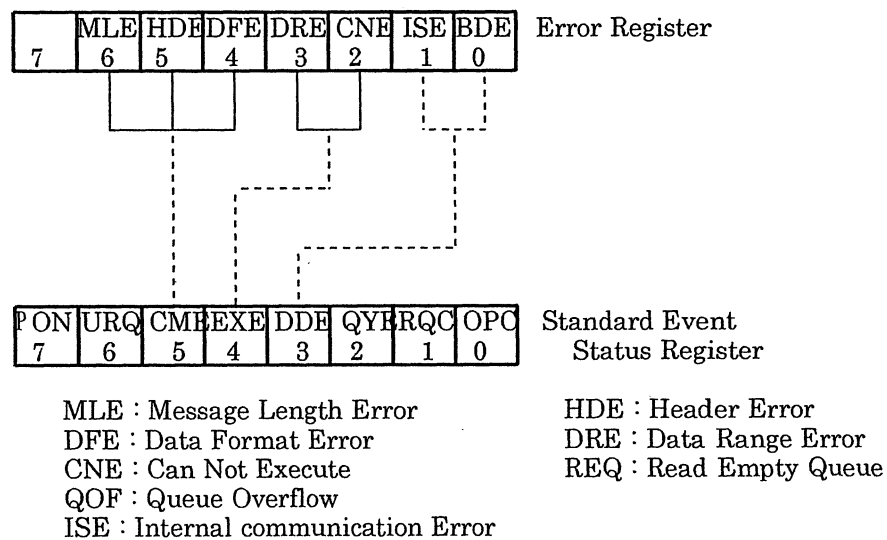 MLE HDE DFE DRE CNE ISE BDE Error Register
7 6 5 4 3 2 1 0
PON URQ CME EXE DDE QYE RQC OPC Standard Event
7 6 5 4 3 2 1 0 Status Register
MLE : Message Length Error HDE : Header Error
DFE : Data Format Error DRE : Data Range Error
CNE : Can Not Execute REQ : Read Empty Queue
QOF : Queue Overflow
ISE : Internal communication Error